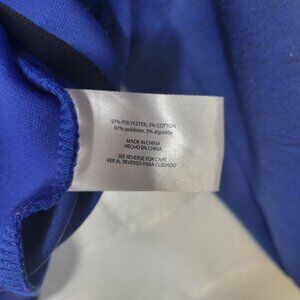 97% POLYESTER, 3% COTTON
97% poliéster, 3% algodón
MADE IN CHINA
HECHO EN CHINA
SEE REVERSE FOR CARE
VER AL REVERSO PARA CUIDADO